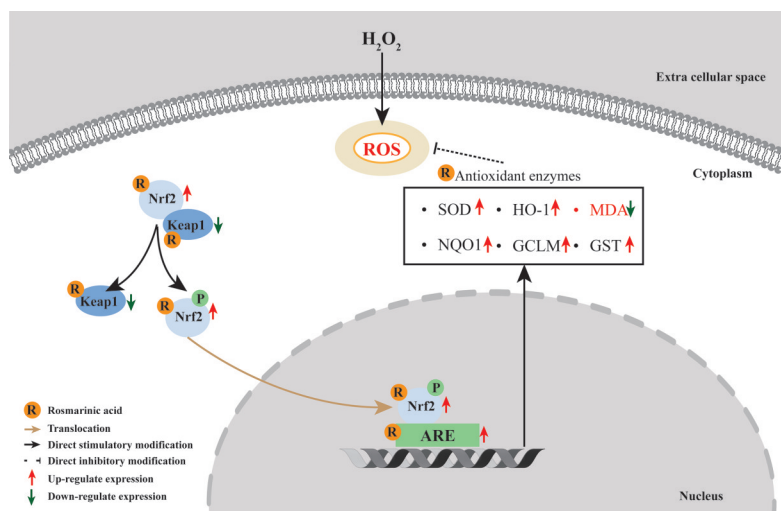 H₂O₂
Extra cellular space
ROS
R Antioxidant enzymes
Cytoplasm
• SOD • HO-1 • MDA
• NQO1 GCLM • GST
R
Nrf2
Keap1
R
R
Keap1
P
R
Nrf2
R
P
Nrf2
R
ARE
R Rosmarinic acid
Translocation
Direct stimulatory modification
Direct inhibitory modification
Up-regulate expression
Down-regulate expression
Nucleus